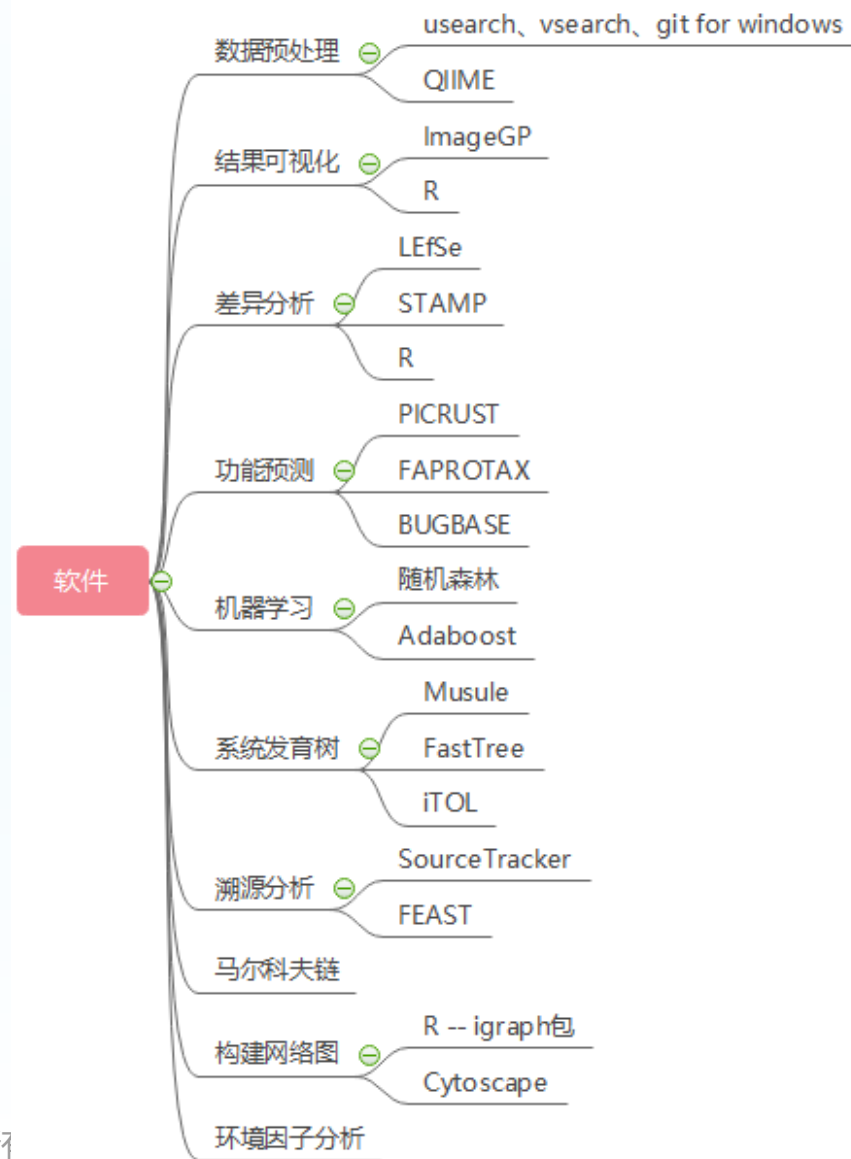 软件
数据预处理
usearch、vsearch、git for windows
QIIME
结果可视化
ImageGP
R
差异分析
LEfSe
STAMP
R
功能预测
PICRUST
FAPROTAX
BUGBASE
机器学习
随机森林
Adaboost
系统发育树
Musule
FastTree
iTOL
溯源分析
SourceTracker
FEAST
马尔科夫链
构建网络图
R -- igraph包
Cytoscape
环境因子分析